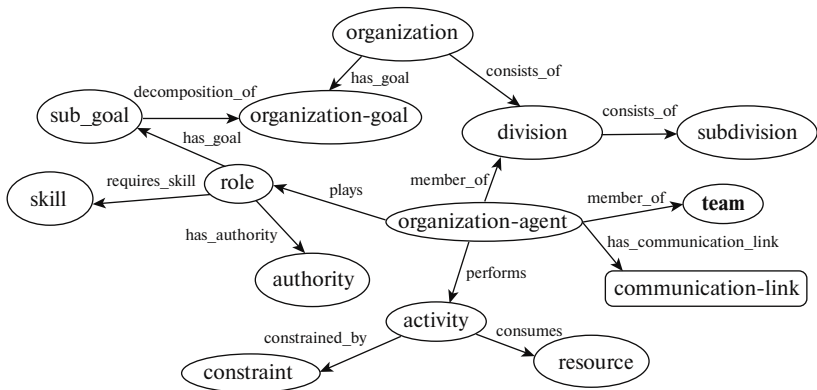 organization
has_goal
consists_of
decomposition_of
sub_goal
organization-goal
division
consists_of
subdivision
has_goal
requires_skill
role
skill
plays
member_of
member_of
team
organization-agent
has_authority
has_communication_link
authority
performs
communication-link
activity
constrained_by
consumes
constraint
resource